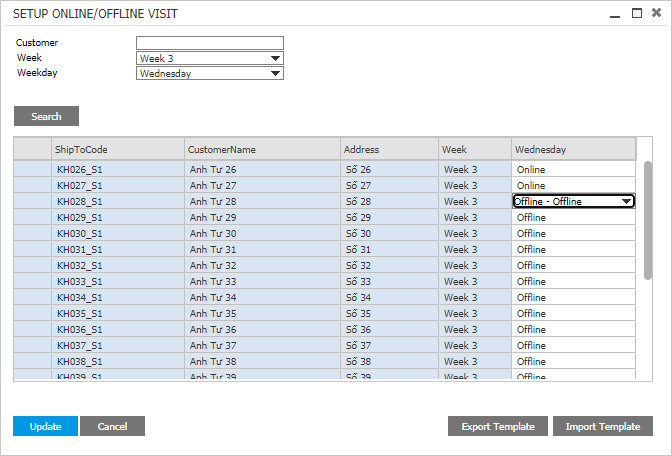 SETUP ONLINE/OFFLINE VISIT
Customer
Week Week 3
Weekday Wednesday
Search
ShipToCode CustomerName Address Week Wednesday
KH026_S1 Anh Tư 26 Số 26 Week 3 Online
KH027_S1 Anh Tư 27 Số 27 Week 3 Online
KH028_S1 Anh Tư 28 Số 28 Week 3 Offline - Offline
KH029_S1 Anh Tư 29 Số 29 Week 3 Offline
KH030_S1 Anh Tư 30 Số 30 Week 3 Offline
KH031_S1 Anh Tư 31 Số 31 Week 3 Offline
KH032_S1 Anh Tư 32 Số 32 Week 3 Offline
KH033_S1 Anh Tư 33 Số 33 Week 3 Offline
KH034_S1 Anh Tư 34 Số 34 Week 3 Offline
KH035_S1 Anh Tư 35 Số 35 Week 3 Offline
KH036_S1 Anh Tư 36 Số 36 Week 3 Offline
KH037_S1 Anh Tư 37 Số 37 Week 3 Offline
KH038_S1 Anh Tư 38 Số 38 Week 3 Offline
KH039_S1 Anh Tư 39 Số 39 Week 3 Offline
Update Cancel Export Template Import Template